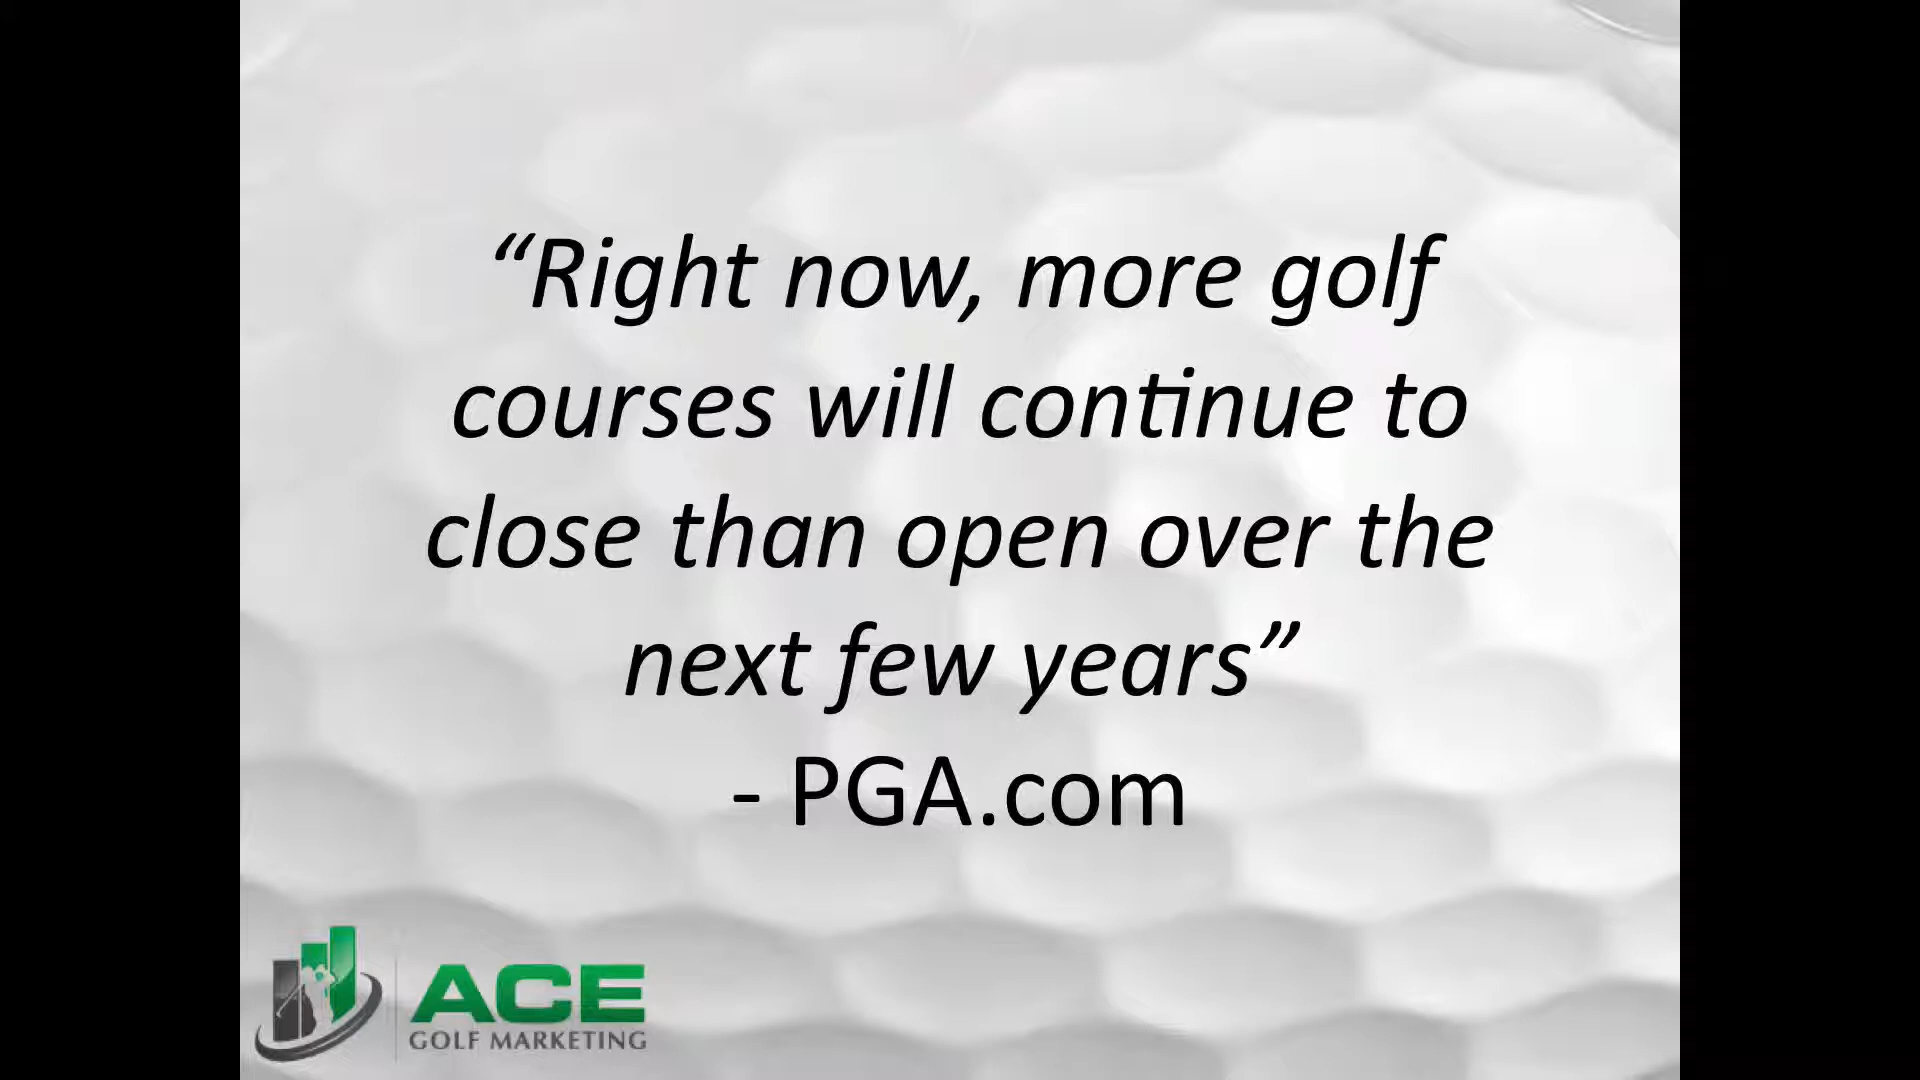 “Right now, more golf
courses will continue to
close than open over the
next few years”
- PGA.com
ACE
GOLF MARKETING